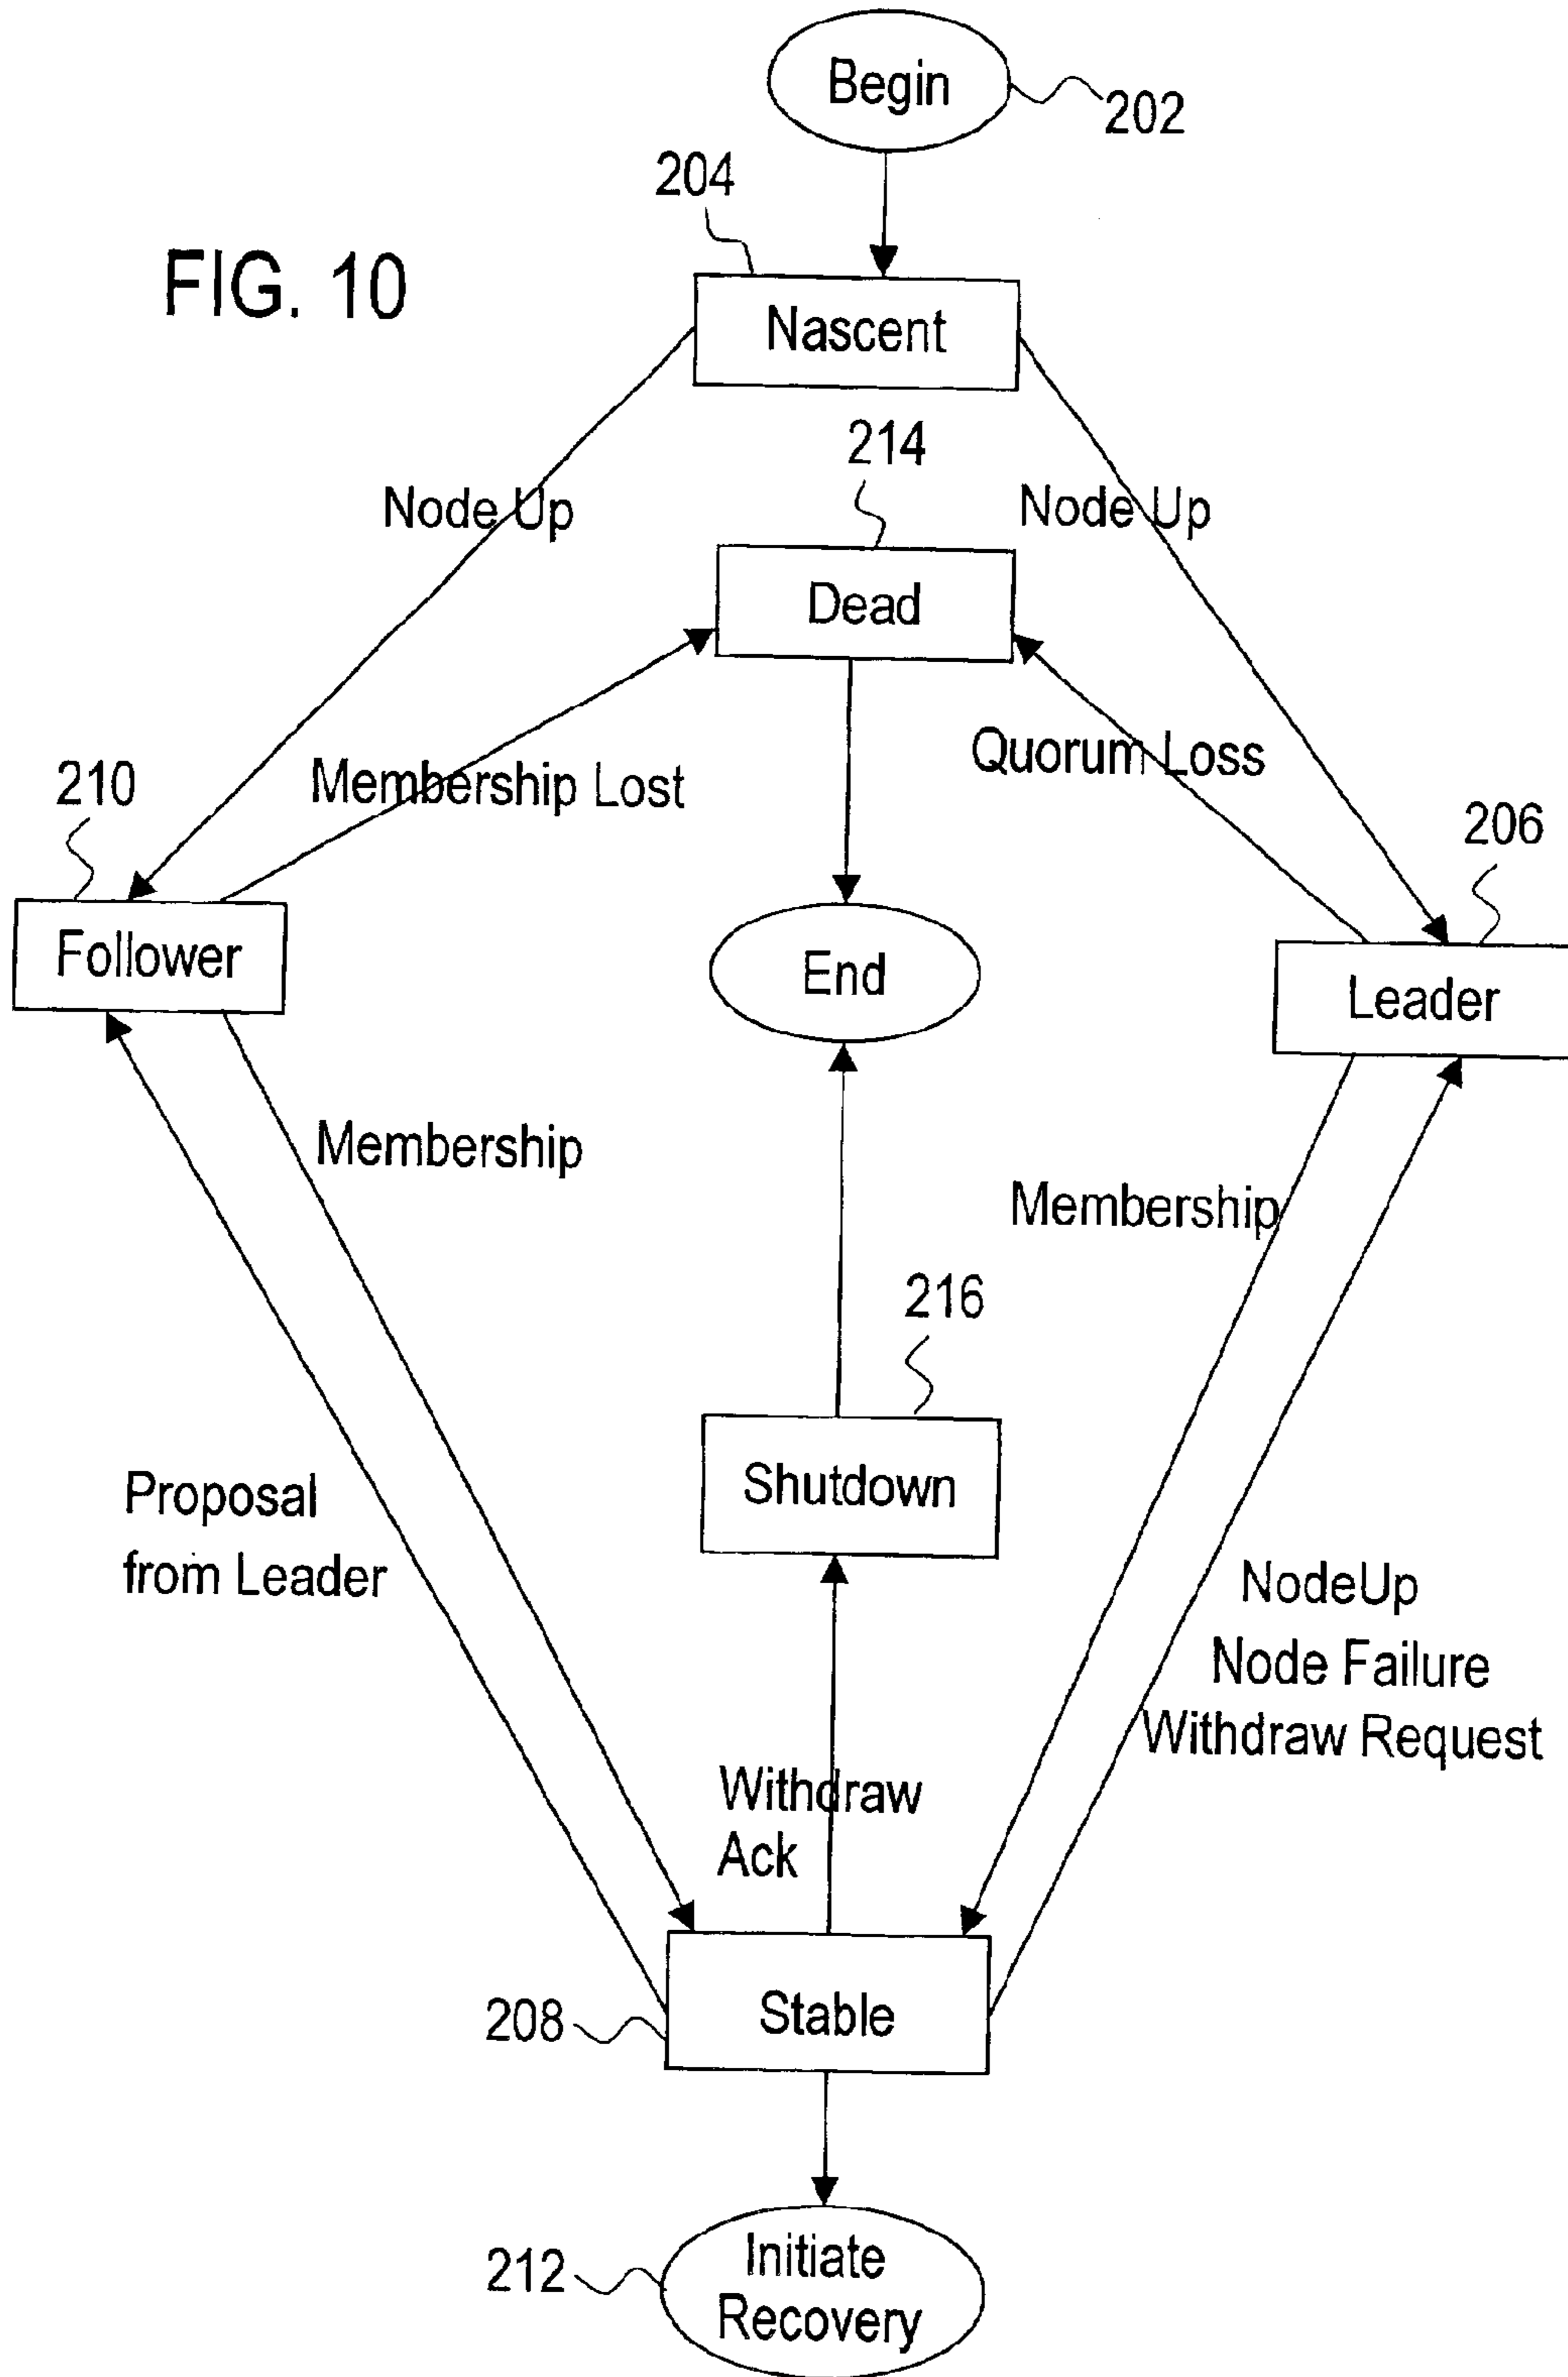 Begin
202
204
FIG. 10
Nascent
214
Node Up
Node Up
Dead
Quorum Loss
210
Membership Lost
206
Follower
End
Leader
Membership
Membership
216
Shutdown
Proposal
from Leader
NodeUp
Node Failure
Withdraw Request
Withdraw
Ack
208
Stable
212
Initiate
Recovery